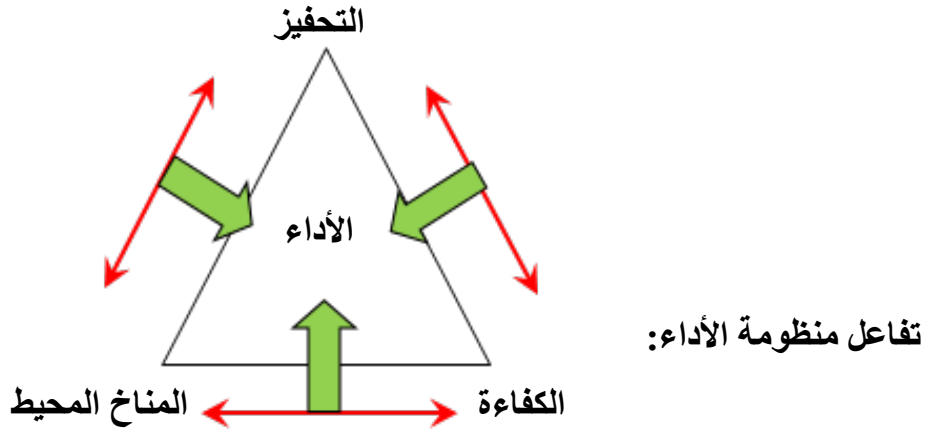 التحفيز
الأداء
تفاعل منظومة الأداء:
الكفاءة
المناخ المحيط